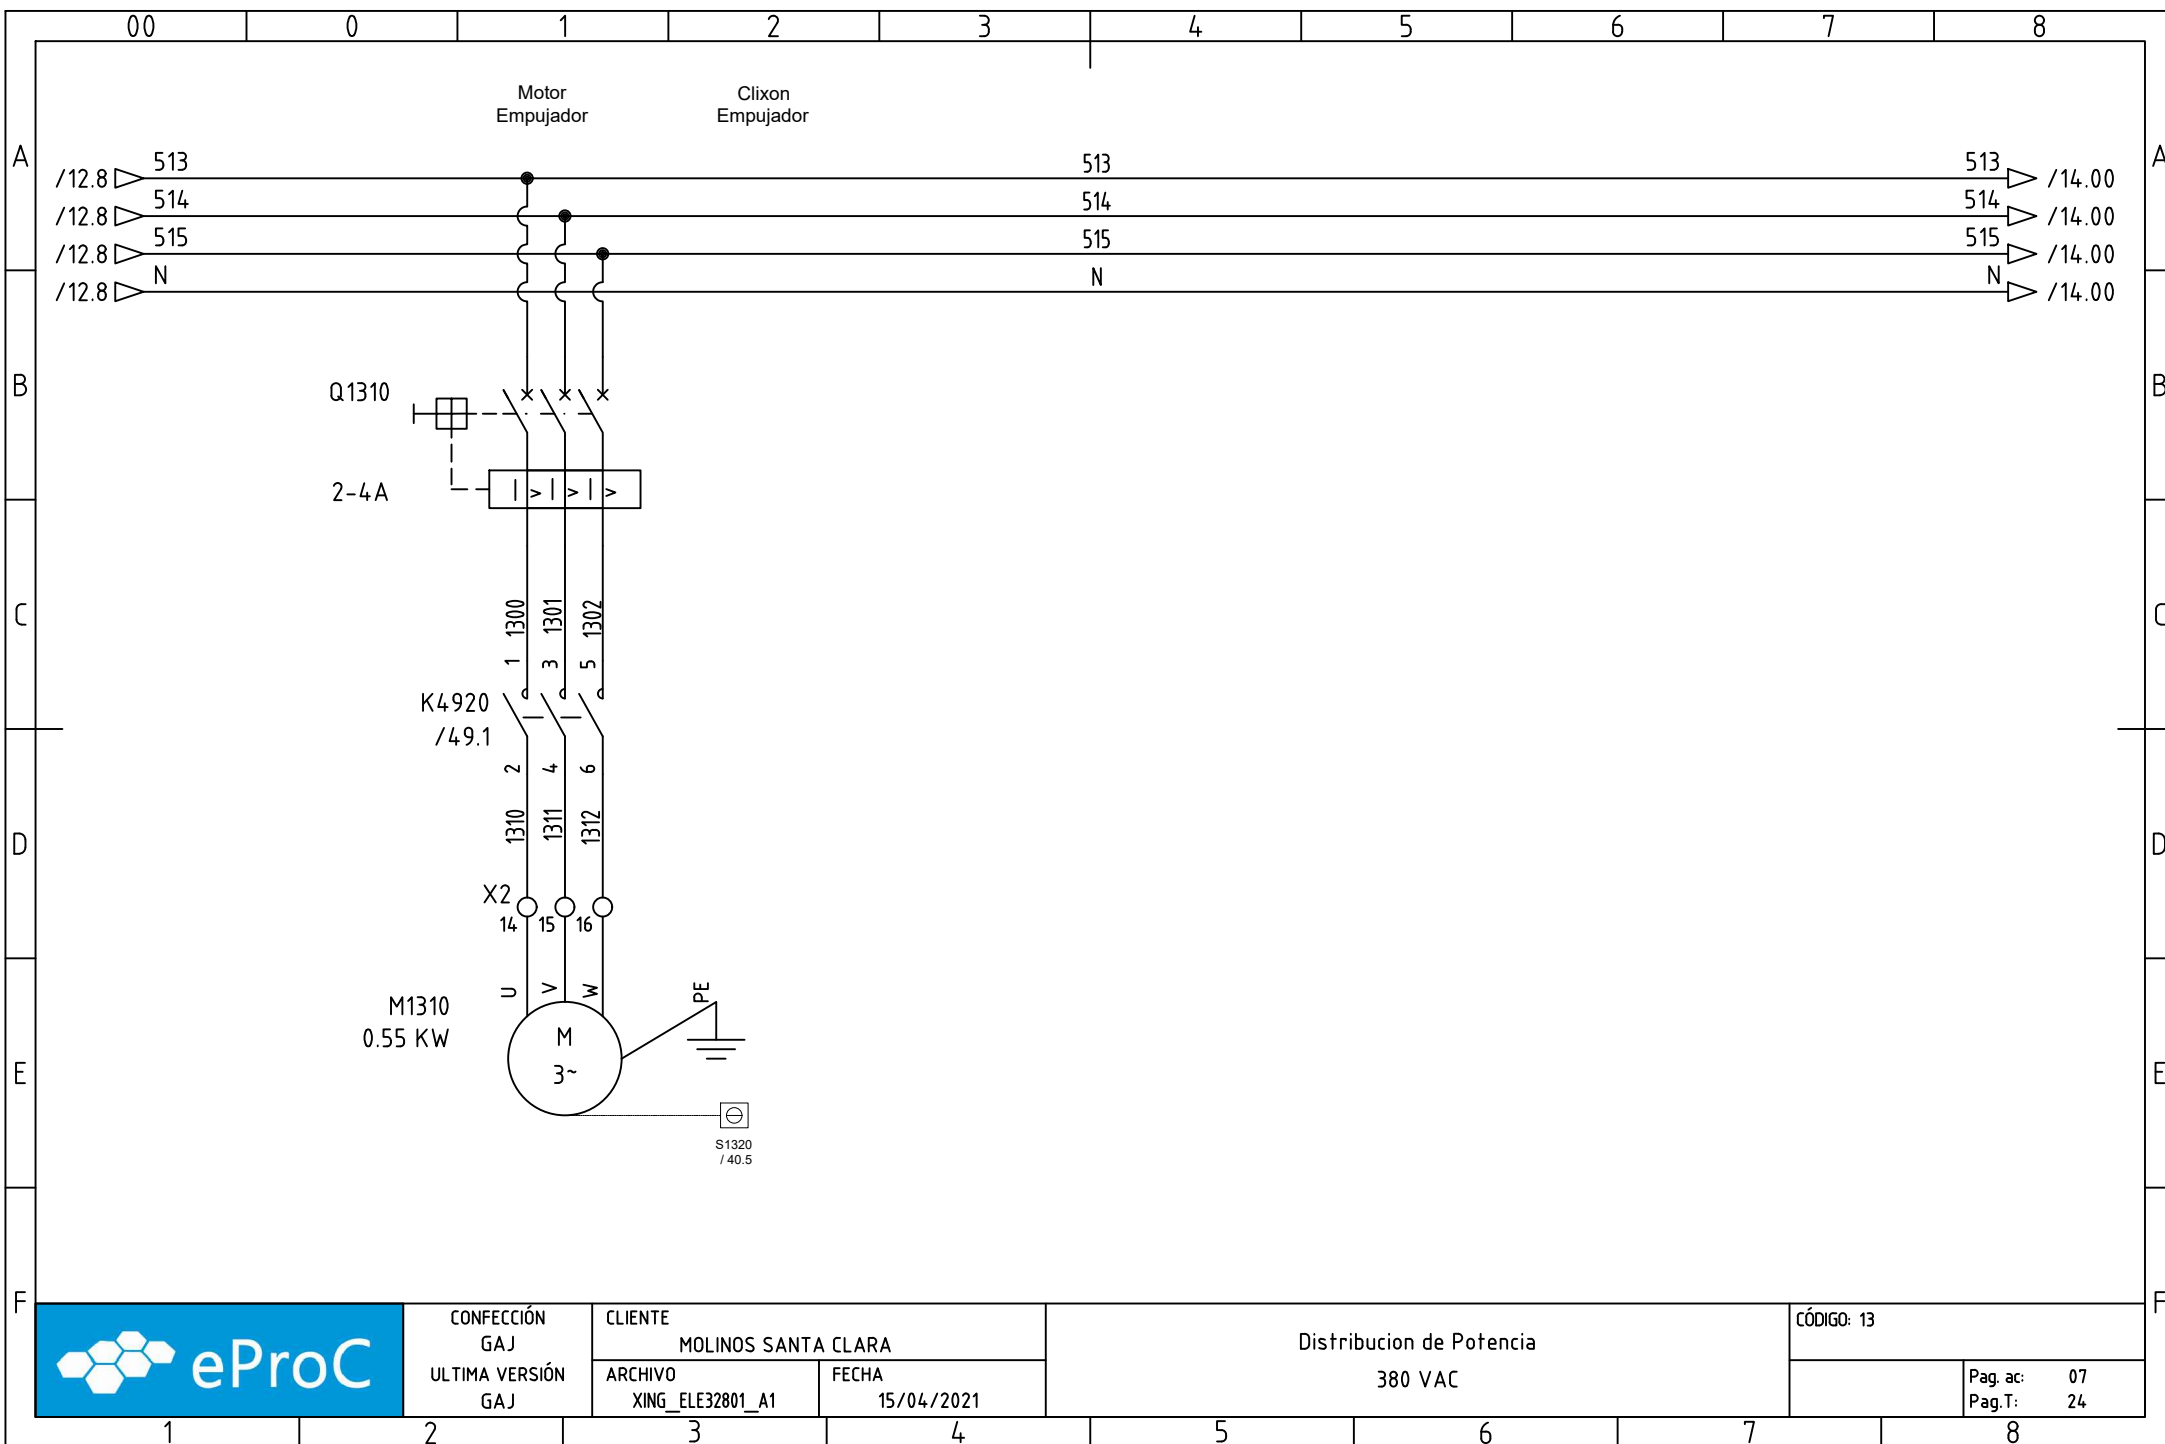 00 0 1 2 3 4 5 6 7 8
Motor
Empujador
Clixon
Empujador
A A
/12.8 513 513 513 /14.00
/12.8 514 514 514 /14.00
/12.8 515 515 515 /14.00
/12.8 N N N /14.00
B B
Q1310
2-4A
I > I > I >
C C
1300 1301 1302
1 3 5
K4920
/49.1
2 4 6
1310 1311 1312
D D
X2
14 15 16
U V W
PE
M1310
0.55 KW
M
3~
E E
S1320
/ 40.5
F F
eProC
CONFECCIÓN
GAJ
ULTIMA VERSIÓN
GAJ
CLIENTE
MOLINOS SANTA CLARA
ARCHIVO
XING_ELE32801_A1
FECHA
15/04/2021
Distribucion de Potencia
380 VAC
CÓDIGO: 13
Pag. ac: 07
Pag.T: 24
1 2 3 4 5 6 7 8